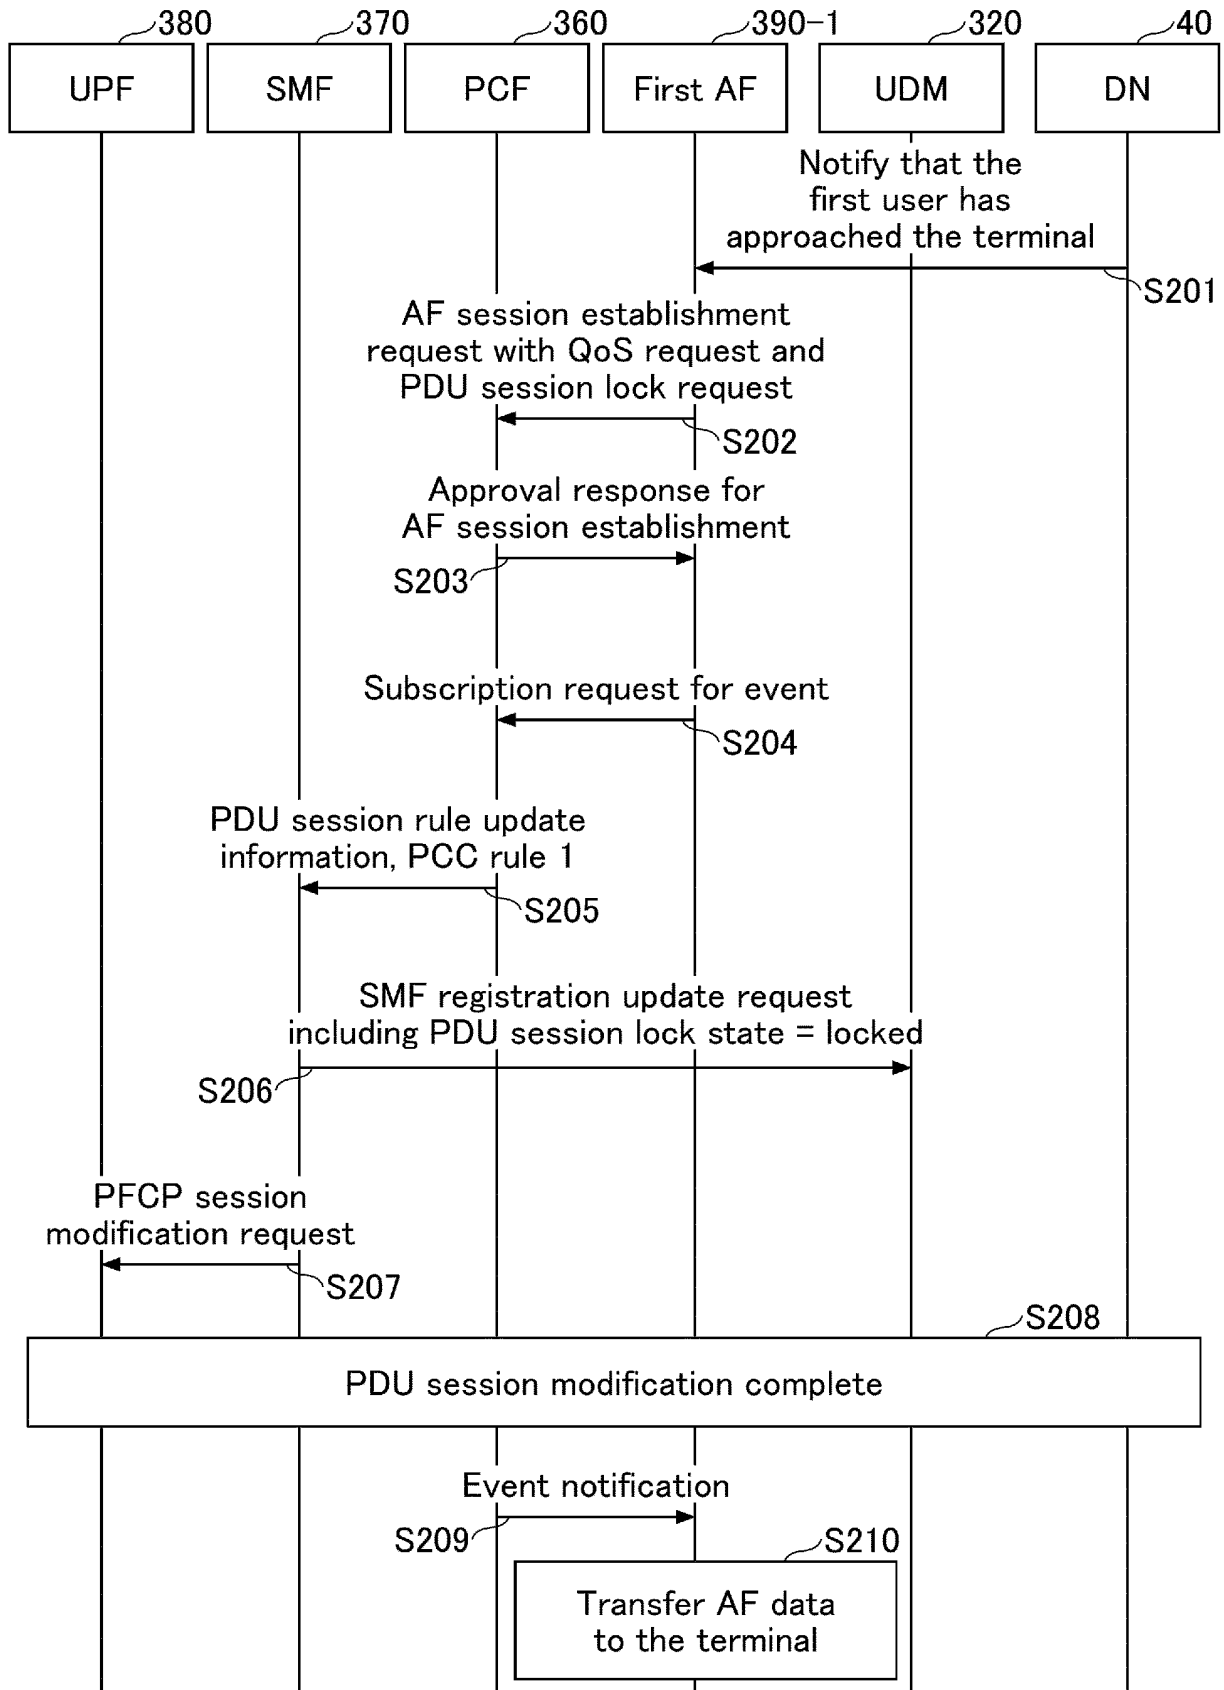 380
370
360
390-1
320
40
UPF
SMF
PCF
First AF
UDM
DN
Notify that the
first user has
approached the terminal
S201
AF session establishment
request with QoS request and
PDU session lock request
S202
Approval response for
AF session establishment
S203
Subscription request for event
S204
PDU session rule update
information, PCC rule 1
S205
SMF registration update request
including PDU session lock state = locked
S206
PFCP session
modification request
S207
S208
PDU session modification complete
Event notification
S209
S210
Transfer AF data
to the terminal